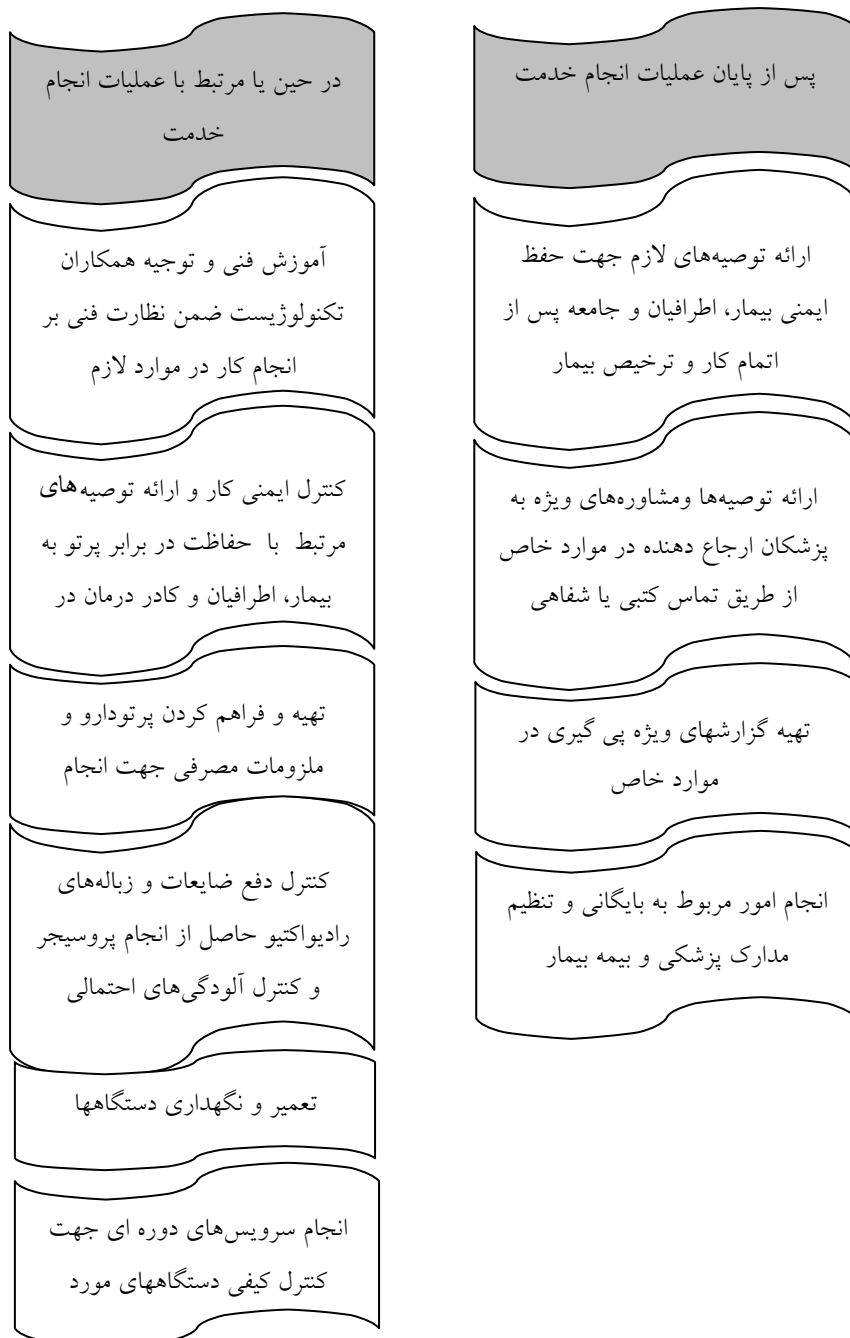 پس از پایان عملیات انجام خدمت
ارائه توصیه‌های لازم جهت حفظ
ایمنی بیمار، اطرافیان و جامعه پس از
اتمام کار و ترخیص بیمار
ارائه توصیه‌ها ومشاوره‌های ویژه به
پزشکان ارجاع دهنده در موارد خاص
از طریق تماس کتبی یا شفاهی
تهیه گزارشهای ویژه پی گیری در
موارد خاص
انجام امور مربوط به بایگانی و تنظیم
مدارک پزشکی و بیمه بیمار
در حین یا مرتبط با عملیات انجام
خدمت
آموزش فنی و توجیه همکاران
تکنولوژیست ضمن نظارت فنی بر
انجام کار در موارد لازم
کنترل ایمنی کار و ارائه توصیه‌های
مرتبط با حفاظت در برابر پرتو به
بیمار، اطرافیان و کادر درمان در
تهیه و فراهم کردن پرتودارو و
ملزومات مصرفی جهت انجام
کنترل دفع ضایعات و زباله‌های
رادیواکتیو حاصل از انجام پروسیجر
و کنترل آلودگی‌های احتمالی
تعمیر و نگهداری دستگاهها
انجام سرویس‌های دوره ای جهت
کنترل کیفی دستگاههای مورد